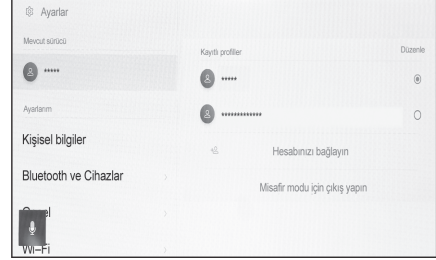 Ayarlar
Mevcut sürücü
*****
Ayarlarım
Kişisel bilgiler
Bluetooth ve Cihazlar
Wi-Fi
Kayıtlı profiller
Düzenle
*****
*************
Hesabınızı bağlayın
Misafir modu için çıkış yapın